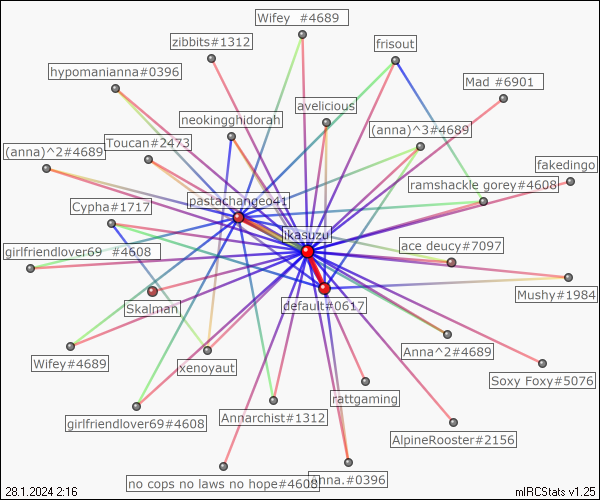 Wifey #4689
zibbits#1312
frisout
hypomanianna#0396
Mad #6901
avelicious
neokingghidorah
(anna)^3#4689
Toucan#2473
(anna)^2#4689
fakedingo
ramshackle gorey#4608
pastachange041
Cypha#1717
ikasuzu
ace deucy#7097
girlfriendlover69 #4608
Mushy#1984
Skalman
default#0617
Anna^2#4689
Wifey#4689
xenoyaut
Soxy Foxy#5076
rattgaming
Annarchist#1312
girlfriendlover69#4608
AlpineRooster#2156
no cops no laws no hope#4608
anna.#0396
28.1.2024 2:16
mIRCStats v1.25